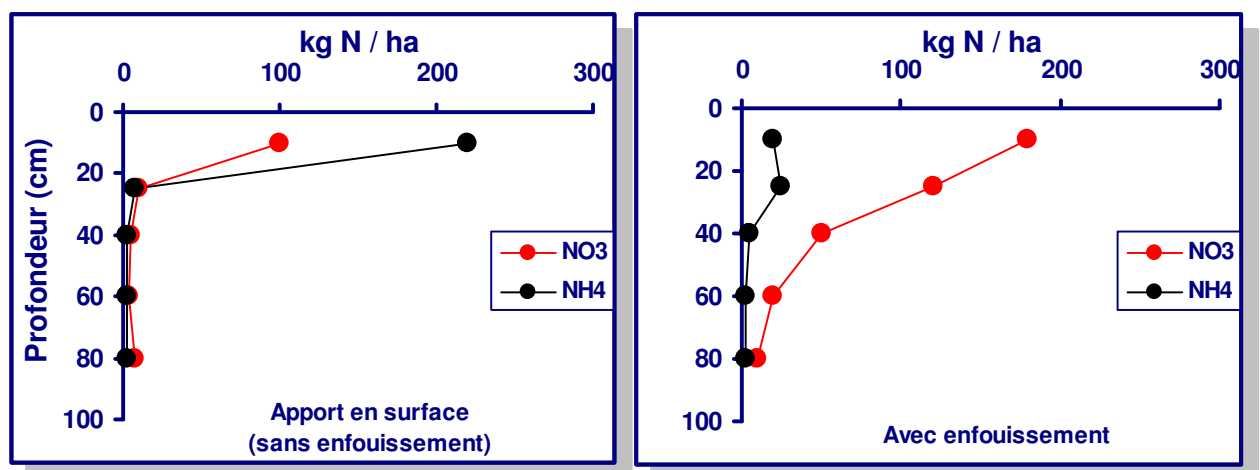 kg N / ha
0 100 200 300
Profondeur (cm)
0
20
40
60
80
100
NO3
NH4
Apport en surface
(sans enfouissement)
kg N / ha
0 100 200 300
0
20
40
60
80
100
NO3
NH4
Avec enfouissement